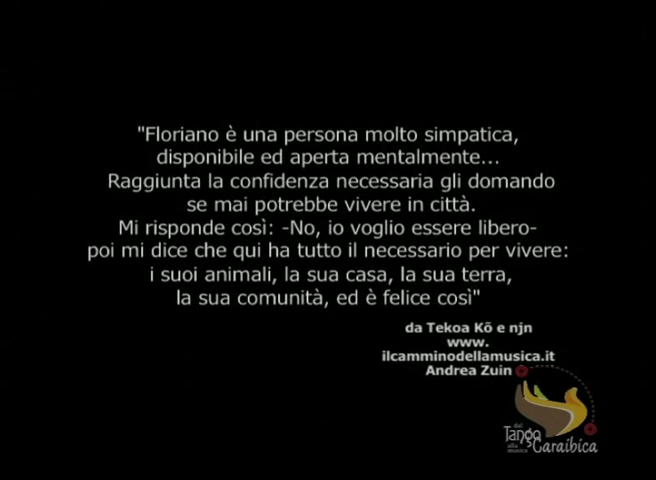 "Floriano è una persona molto simpatica,
disponibile ed aperta mentalmente...
Raggiunta la confidenza necessaria gli domando
se mai potrebbe vivere in città.
Mi risponde così: -No, io voglio essere libero-
poi mi dice che qui ha tutto il necessario per vivere:
i suoi animali, la sua casa, la sua terra,
la sua comunità, ed è felice così"
da Tekoa Kõ e njn
www.
ilcamminodellamusica.it
Andrea Zuin
dal
Tango
alla
musica
Caraibica